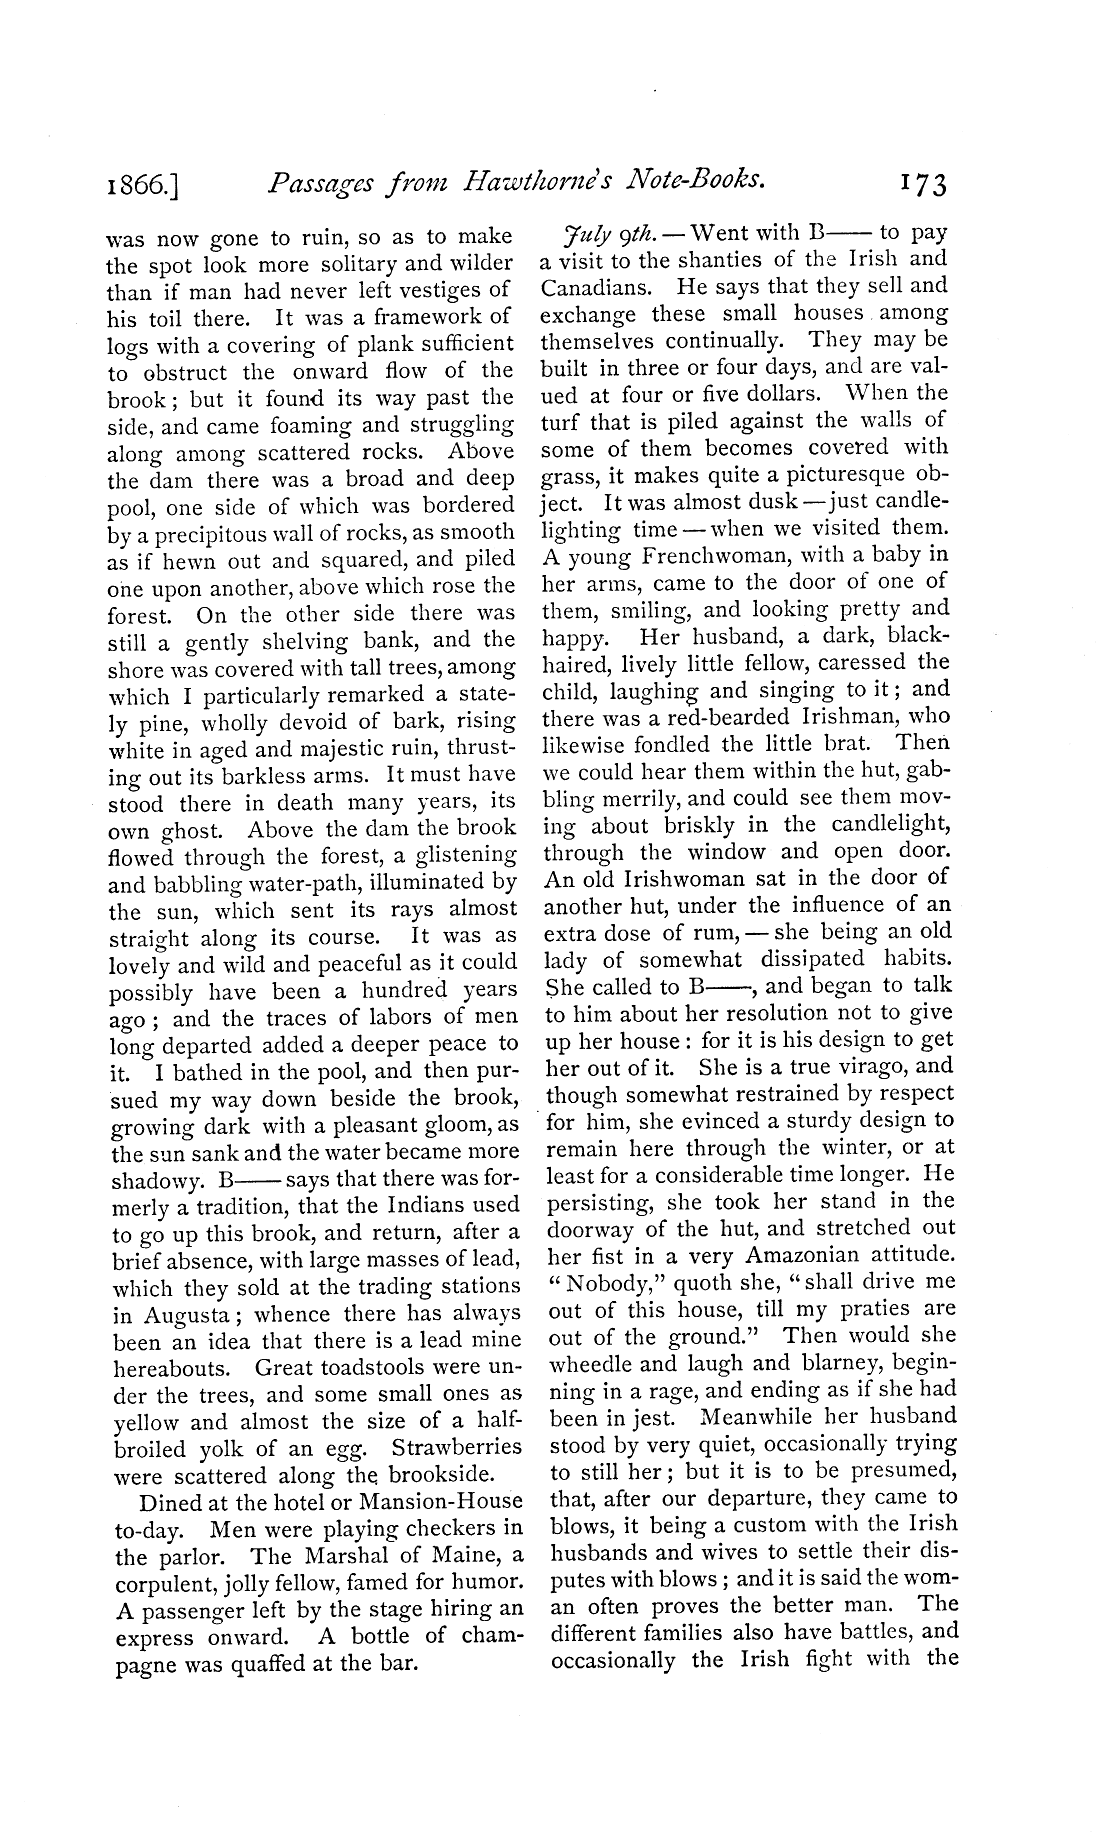 1866.] Passages from Hawthorne's Note-Books. 173
was now gone to ruin, so as to make
the spot look more solitary and wilder
than if man had never left vestiges of
his toil there. It was a framework of
logs with a covering of plank sufficient
to obstruct the onward flow of the
brook; but it found its way past the
side, and came foaming and struggling
along among scattered rocks. Above
the dam there was a broad and deep
pool, one side of which was bordered
by a precipitous wall of rocks, as smooth
as if hewn out and squared, and piled
one upon another, above which rose the
forest. On the other side there was
still a gently shelving bank, and the
shore was covered with tall trees, among
which I particularly remarked a state-
ly pine, wholly devoid of bark, rising
white in aged and majestic ruin, thrust-
ing out its barkless arms. It must have
stood there in death many years, its
own ghost. Above the dam the brook
flowed through the forest, a glistening
and babbling water-path, illuminated by
the sun, which sent its rays almost
straight along its course. It was as
lovely and wild and peaceful as it could
possibly have been a hundred years
ago; and the traces of labors of men
long departed added a deeper peace to
it. I bathed in the pool, and then pur-
sued my way down beside the brook,
growing dark with a pleasant gloom, as
the sun sank and the water became more
shadowy. B—— says that there was for-
merly a tradition, that the Indians used
to go up this brook, and return, after a
brief absence, with large masses of lead,
which they sold at the trading stations
in Augusta; whence there has always
been an idea that there is a lead mine
hereabouts. Great toadstools were un-
der the trees, and some small ones as
yellow and almost the size of a half-
broiled yolk of an egg. Strawberries
were scattered along the brookside.
Dined at the hotel or Mansion-House
to-day. Men were playing checkers in
the parlor. The Marshal of Maine, a
corpulent, jolly fellow, famed for humor.
A passenger left by the stage hiring an
express onward. A bottle of cham-
pagne was quaffed at the bar.
July 9th. — Went with B—— to pay
a visit to the shanties of the Irish and
Canadians. He says that they sell and
exchange these small houses among
themselves continually. They may be
built in three or four days, and are val-
ued at four or five dollars. When the
turf that is piled against the walls of
some of them becomes covered with
grass, it makes quite a picturesque ob-
ject. It was almost dusk — just candle-
lighting time — when we visited them.
A young Frenchwoman, with a baby in
her arms, came to the door of one of
them, smiling, and looking pretty and
happy. Her husband, a dark, black-
haired, lively little fellow, caressed the
child, laughing and singing to it; and
there was a red-bearded Irishman, who
likewise fondled the little brat. Then
we could hear them within the hut, gab-
bling merrily, and could see them mov-
ing about briskly in the candlelight,
through the window and open door.
An old Irishwoman sat in the door of
another hut, under the influence of an
extra dose of rum, — she being an old
lady of somewhat dissipated habits.
She called to B——, and began to talk
to him about her resolution not to give
up her house: for it is his design to get
her out of it. She is a true virago, and
though somewhat restrained by respect
for him, she evinced a sturdy design to
remain here through the winter, or at
least for a considerable time longer. He
persisting, she took her stand in the
doorway of the hut, and stretched out
her fist in a very Amazonian attitude.
"Nobody," quoth she, "shall drive me
out of this house, till my praties are
out of the ground." Then would she
wheedle and laugh and blarney, begin-
ning in a rage, and ending as if she had
been in jest. Meanwhile her husband
stood by very quiet, occasionally trying
to still her; but it is to be presumed,
that, after our departure, they came to
blows, it being a custom with the Irish
husbands and wives to settle their dis-
putes with blows; and it is said the wom-
an often proves the better man. The
different families also have battles, and
occasionally the Irish fight with the